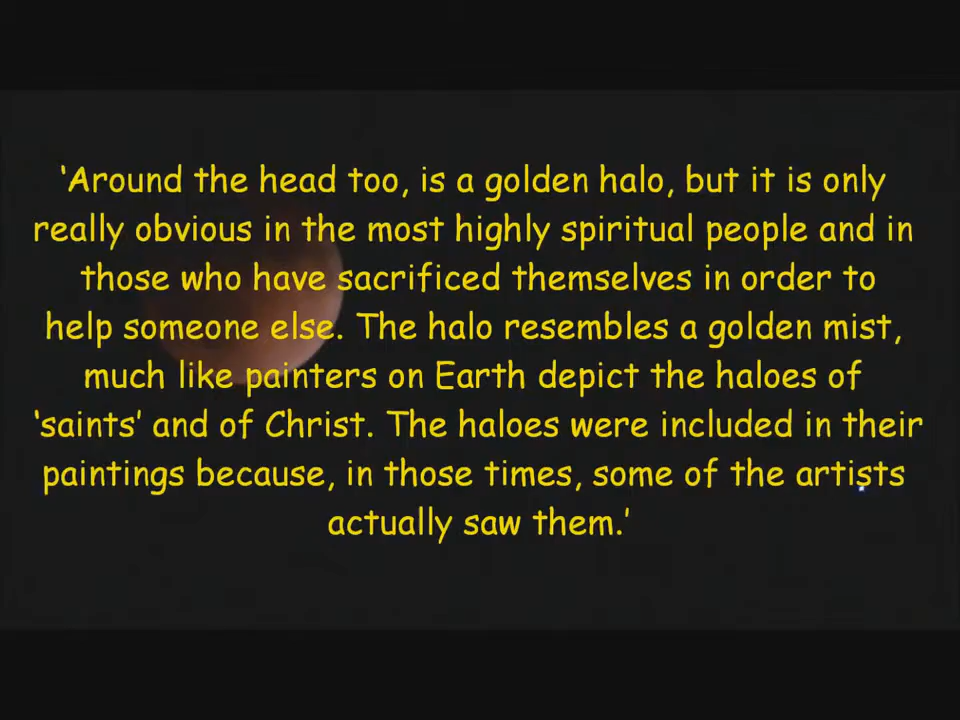 ‘Around the head too, is a golden halo, but it is only
really obvious in the most highly spiritual people and in
those who have sacrificed themselves in order to
help someone else. The halo resembles a golden mist,
much like painters on Earth depict the haloes of
‘saints’ and of Christ. The haloes were included in their
paintings because, in those times, some of the artists
actually saw them.’